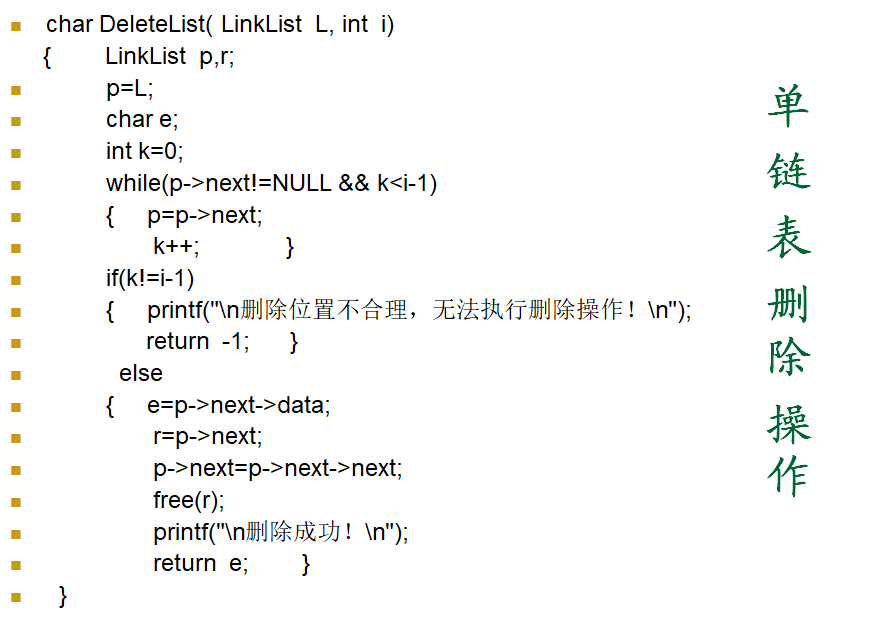 char DeleteList( LinkList L, int i)
{ LinkList p,r;
p=L;
char e;
int k=0;
while(p->next!=NULL && k<i-1)
{ p=p->next;
k++; }
if(k!=i-1)
{ printf("\n删除位置不合理，无法执行删除操作！\n");
return -1; }
else
{ e=p->next->data;
r=p->next;
p->next=p->next->next;
free(r);
printf("\n删除成功！\n");
return e; }
}
单链表删除操作